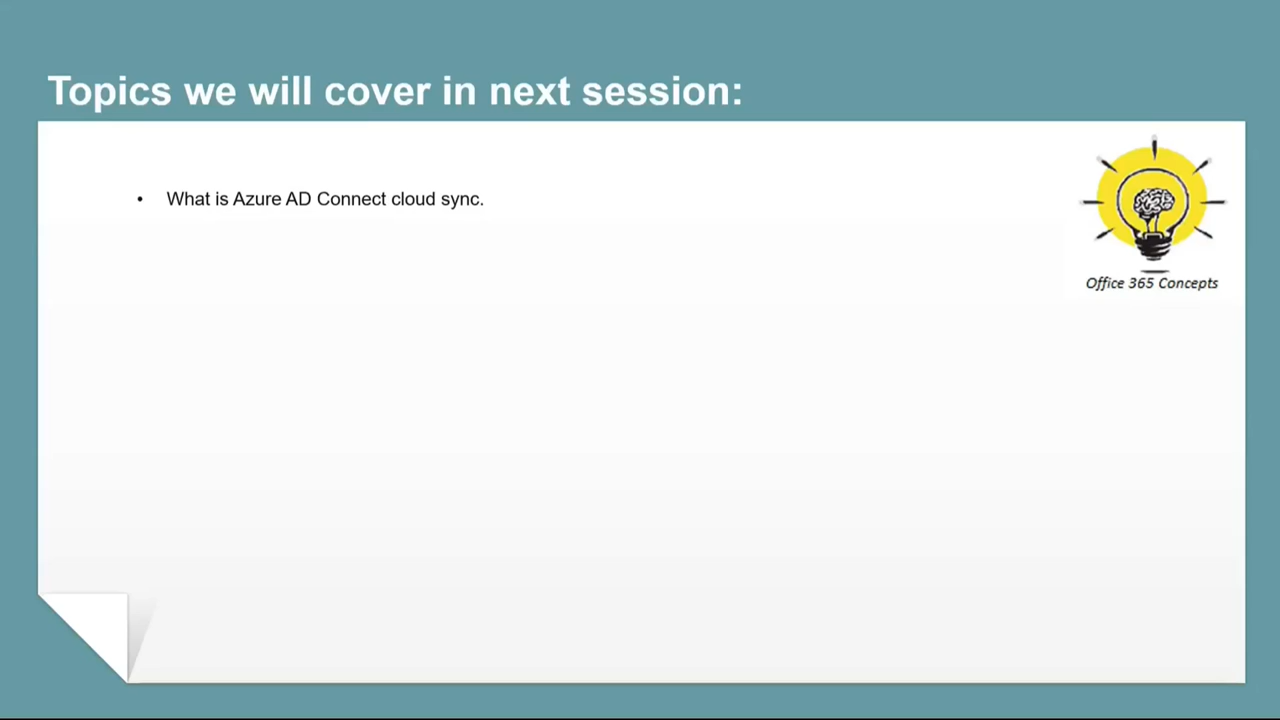 Topics we will cover in next session:
• What is Azure AD Connect cloud sync.
Office 365 Concepts